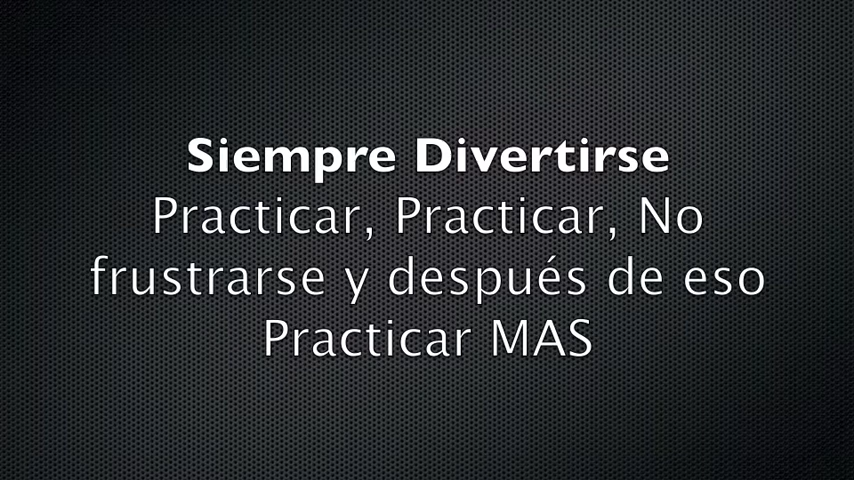 Siempre Divertirse
Practicar, Practicar, No
frustrarse y después de eso
Practicar MAS